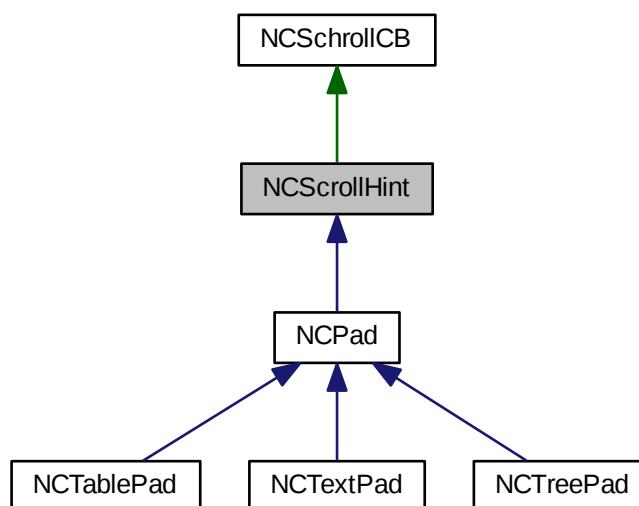 NCSchrollCB
NCScrollHint
NCPad
NCTablePad
NCTextPad
NCTreePad